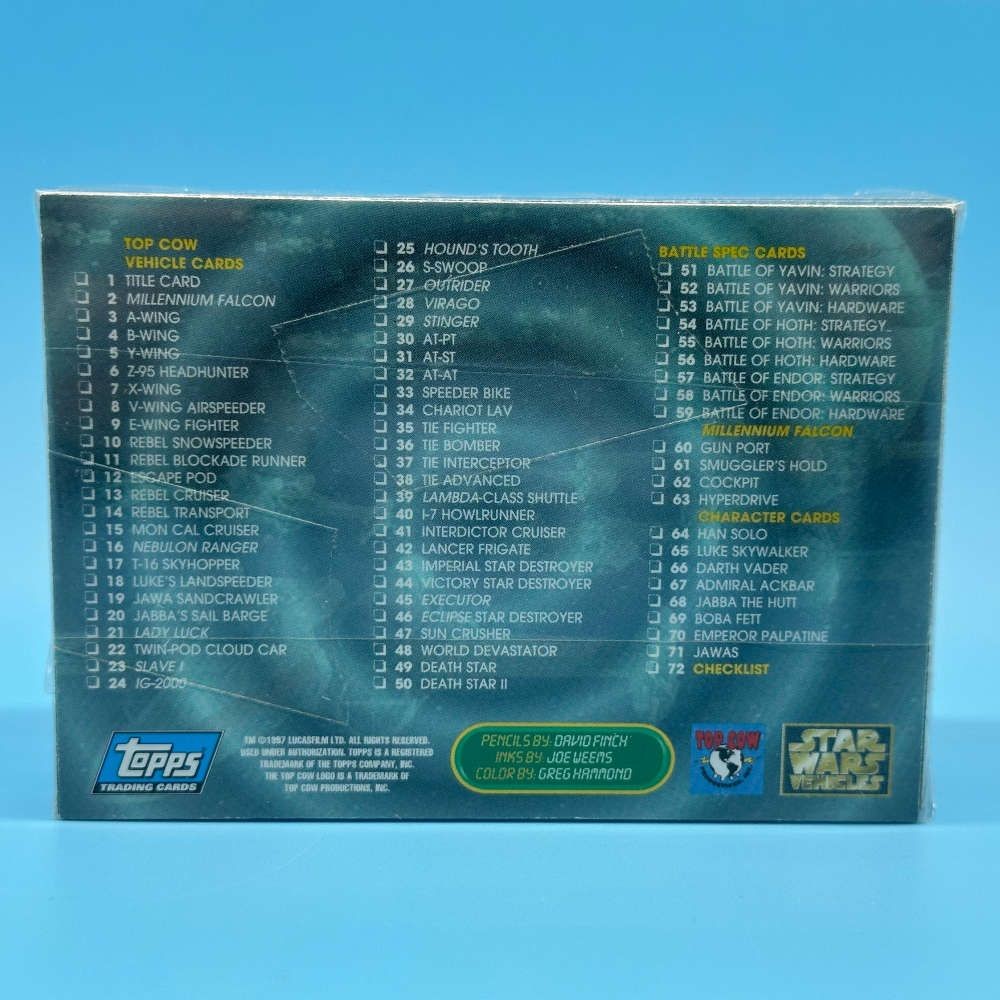 TOP COW
VEHICLE CARDS
1 TITLE CARD
2 MILLENNIUM FALCON
3 A-WING
4 B-WING
5 Y-WING
6 Z-95 HEADHUNTER
7 X-WING
8 V-WING AIRSPEEDER
9 E-WING FIGHTER
10 REBEL SNOWSPEEDER
11 REBEL BLOCKADE RUNNER
12 ESCAPE POD
13 REBEL CRUISER
14 REBEL TRANSPORT
15 MON CAL CRUISER
16 NEBULON RANGER
17 T-16 SKYHOPPER
18 LUKE'S LANDSPEEDER
19 JAWA SANDCRAWLER
20 JABBA'S SAIL BARGE
21 LADY LUCK
22 TWIN-POD CLOUD CAR
23 SLAVE I
24 IG-2000
25 HOUND'S TOOTH
26 S-SWOOP
27 OUTRIDER
28 VIRAGO
29 STINGER
30 AT-PT
31 AT-ST
32 AT-AT
33 SPEEDER BIKE
34 CHARIOT LAV
35 TIE FIGHTER
36 TIE BOMBER
37 TIE INTERCEPTOR
38 TIE ADVANCED
39 LAMBDA-CLASS SHUTTLE
40 I-7 HOWLRUNNER
41 INTERDICTOR CRUISER
42 LANCER FRIGATE
43 IMPERIAL STAR DESTROYER
44 VICTORY STAR DESTROYER
45 EXECUTOR
46 ECLIPSE STAR DESTROYER
47 SUN CRUSHER
48 WORLD DEVASTATOR
49 DEATH STAR
50 DEATH STAR II
BATTLE SPEC CARDS
51 BATTLE OF YAVIN: STRATEGY
52 BATTLE OF YAVIN: WARRIORS
53 BATTLE OF YAVIN: HARDWARE
54 BATTLE OF HOTH: STRATEGY
55 BATTLE OF HOTH: WARRIORS
56 BATTLE OF HOTH: HARDWARE
57 BATTLE OF ENDOR: STRATEGY
58 BATTLE OF ENDOR: WARRIORS
59 BATTLE OF ENDOR: HARDWARE
MILLENNIUM FALCON
60 GUN PORT
61 SMUGGLER'S HOLD
62 COCKPIT
63 HYPERDRIVE
CHARACTER CARDS
64 HAN SOLO
65 LUKE SKYWALKER
66 DARTH VADER
67 ADMIRAL ACKBAR
68 JABBA THE HUTT
69 BOBA FETT
70 EMPEROR PALPATINE
71 JAWAS
72 CHECKLIST
TOPPS
TRADING CARDS
TM ©1997 LUCASFILM LTD. ALL RIGHTS RESERVED.
USED UNDER AUTHORIZATION. TOPPS IS A REGISTERED
TRADEMARK OF THE TOPPS COMPANY, INC.
THE TOP COW LOGO IS A TRADEMARK OF
TOP COW PRODUCTIONS, INC.
PENCILS BY: DAVID FINCH
INKS BY: JOE WEEMS
COLOR BY: GREG HAMMOND
TOP COW
STAR
WARS
VEHICLES